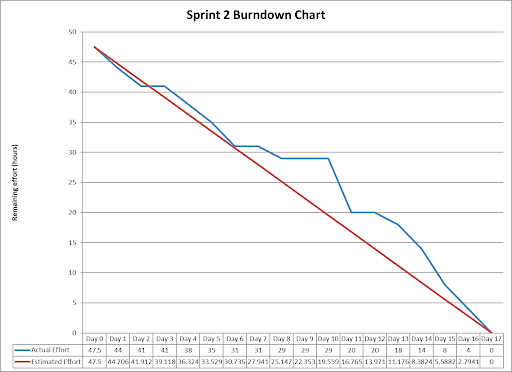 Sprint 2 Burndown Chart
50
45
40
35
30
25
20
15
10
5
0
Remaining effort [hours]
Day 0 Day 1 Day 2 Day 3 Day 4 Day 5 Day 6 Day 7 Day 8 Day 9 Day 10 Day 11 Day 12 Day 13 Day 14 Day 15 Day 16 Day 17
Actual Effort 47.5 44 41 41 38 35 31 31 29 29 29 20 20 18 14 8 4 0
Estimated Effort 47.5 44.706 41.912 39.118 36.324 33.529 30.735 27.941 25.147 22.353 19.559 16.765 13.971 11.176 8.3824 5.5882 2.7941 0